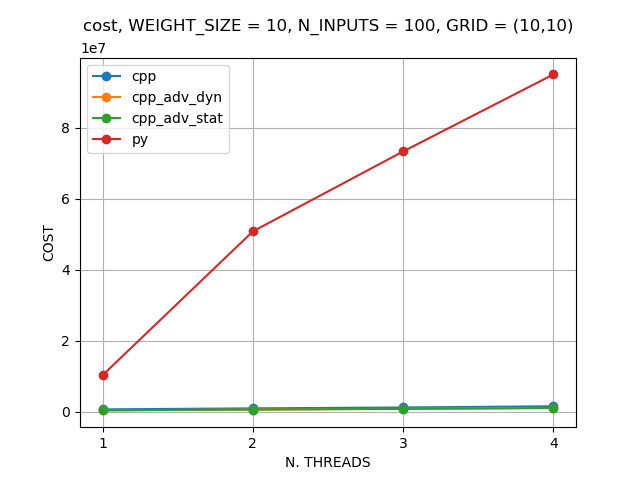 cost, WEIGHT_SIZE = 10, N_INPUTS = 100, GRID = (10,10)
1e7
cpp
cpp_adv_dyn
cpp_adv_stat
py
8
6
4
2
0
COST
1 2 3 4
N. THREADS